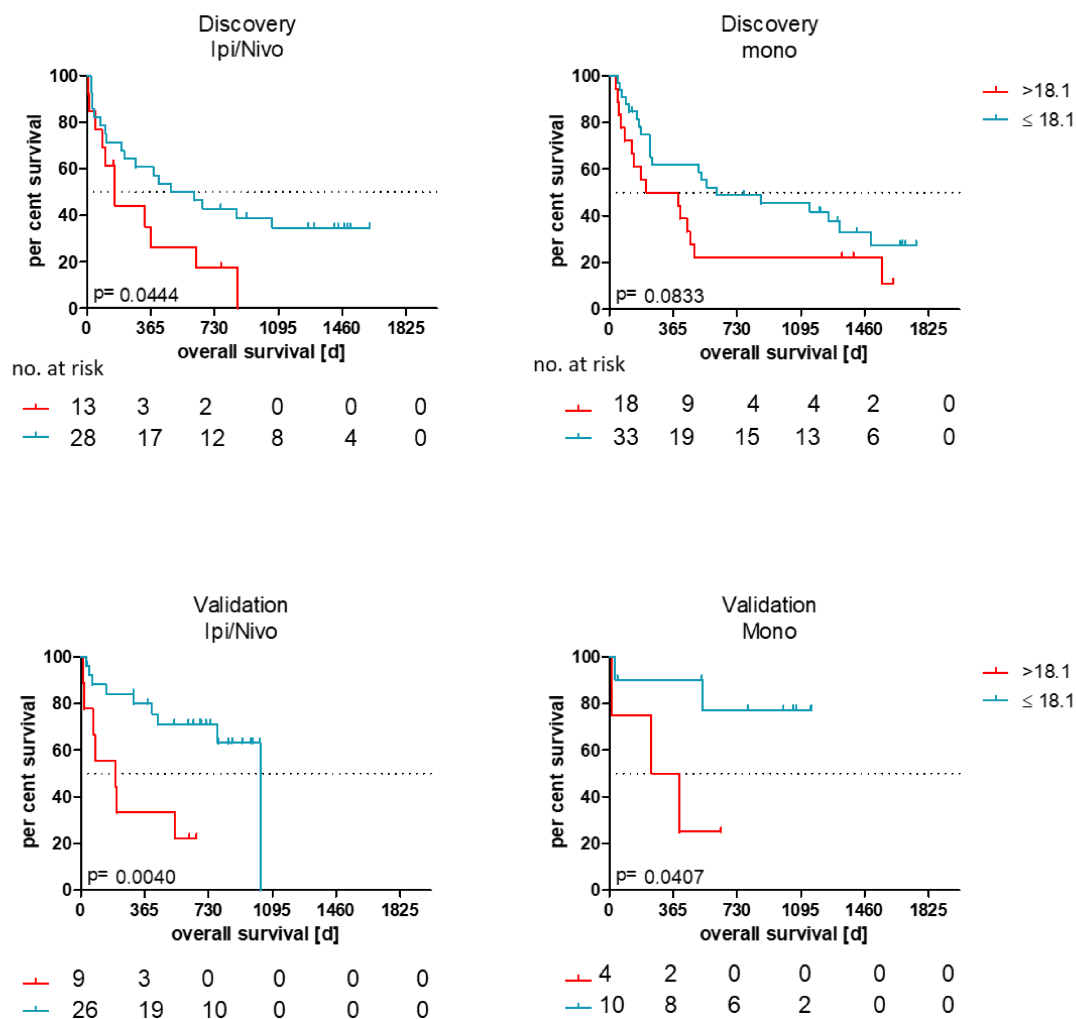 Discovery
Ipi/Nivo
per cent survival
100
80
60
40
20
0
p= 0.0444
0 365 730 1095 1460 1825
overall survival [d]
no. at risk
13 3 2 0 0 0
28 17 12 8 4 0
Discovery
mono
per cent survival
100
80
60
40
20
0
p= 0.0833
0 365 730 1095 1460 1825
overall survival [d]
>18.1
≤ 18.1
no. at risk
18 9 4 4 2 0
33 19 15 13 6 0
Validation
Ipi/Nivo
per cent survival
100
80
60
40
20
0
p= 0.0040
0 365 730 1095 1460 1825
overall survival [d]
9 3 0 0 0 0
26 19 10 0 0 0
Validation
Mono
per cent survival
100
80
60
40
20
0
p= 0.0407
0 365 730 1095 1460 1825
overall survival [d]
>18.1
≤ 18.1
4 2 0 0 0 0
10 8 6 2 0 0